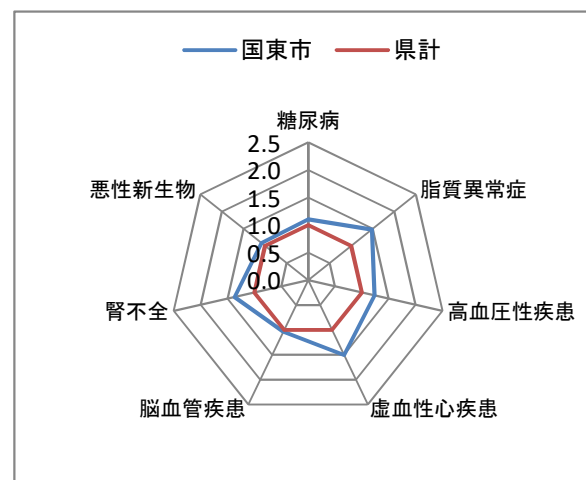 国東市 県計
糖尿病
2.5
2.0
1.5
1.0
0.5
0.0
脂質異常症
高血圧性疾患
虚血性心疾患
脳血管疾患
腎不全
悪性新生物